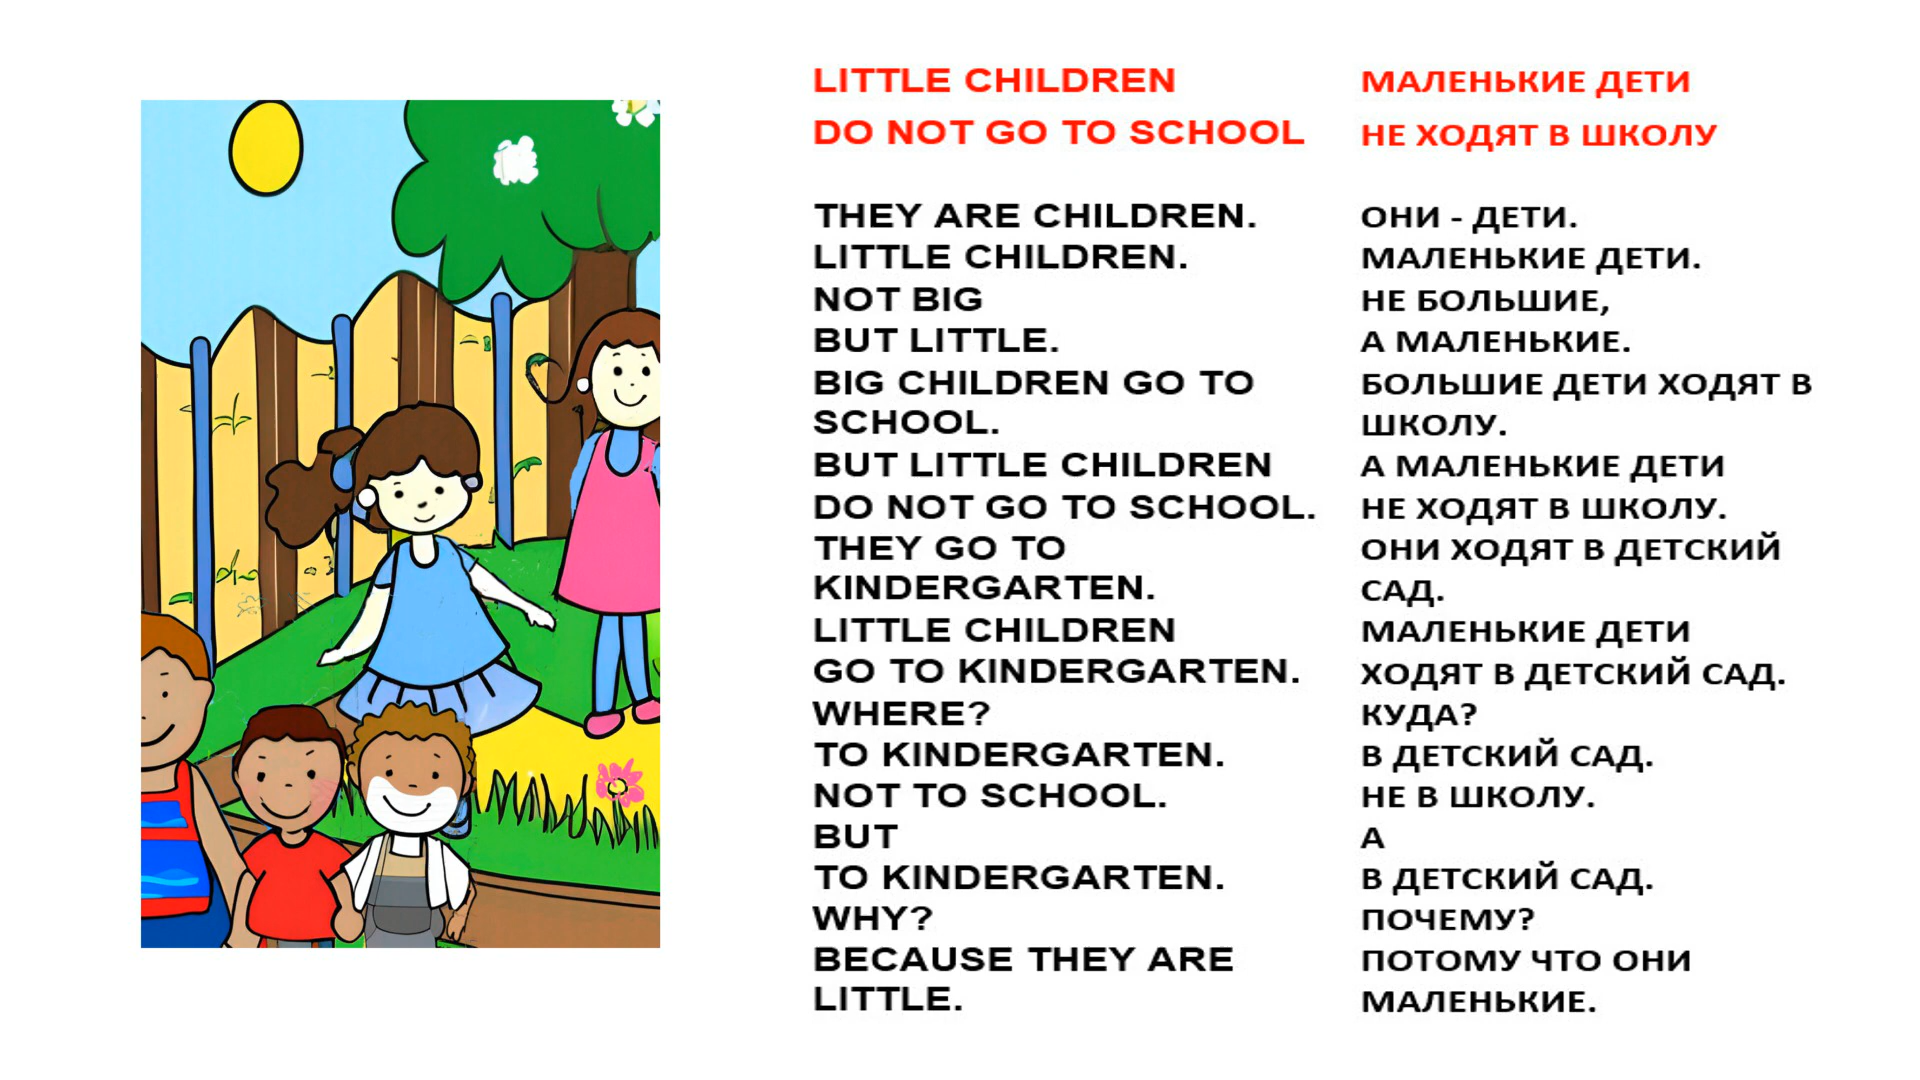 LITTLE CHILDREN
DO NOT GO TO SCHOOL
THEY ARE CHILDREN.
LITTLE CHILDREN.
NOT BIG
BUT LITTLE.
BIG CHILDREN GO TO
SCHOOL.
BUT LITTLE CHILDREN
DO NOT GO TO SCHOOL.
THEY GO TO
KINDERGARTEN.
LITTLE CHILDREN
GO TO KINDERGARTEN.
WHERE?
TO KINDERGARTEN.
NOT TO SCHOOL.
BUT
TO KINDERGARTEN.
WHY?
BECAUSE THEY ARE
LITTLE.
МАЛЕНЬКИЕ ДЕТИ
НЕ ХОДЯТ В ШКОЛУ
ОНИ - ДЕТИ.
МАЛЕНЬКИЕ ДЕТИ.
НЕ БОЛЬШИЕ,
А МАЛЕНЬКИЕ.
БОЛЬШИЕ ДЕТИ ХОДЯТ В
ШКОЛУ.
А МАЛЕНЬКИЕ ДЕТИ
НЕ ХОДЯТ В ШКОЛУ.
ОНИ ХОДЯТ В ДЕТСКИЙ
САД.
МАЛЕНЬКИЕ ДЕТИ
ХОДЯТ В ДЕТСКИЙ САД.
КУДА?
В ДЕТСКИЙ САД.
НЕ В ШКОЛУ.
А
В ДЕТСКИЙ САД.
ПОЧЕМУ?
ПОТОМУ ЧТО ОНИ
МАЛЕНЬКИЕ.